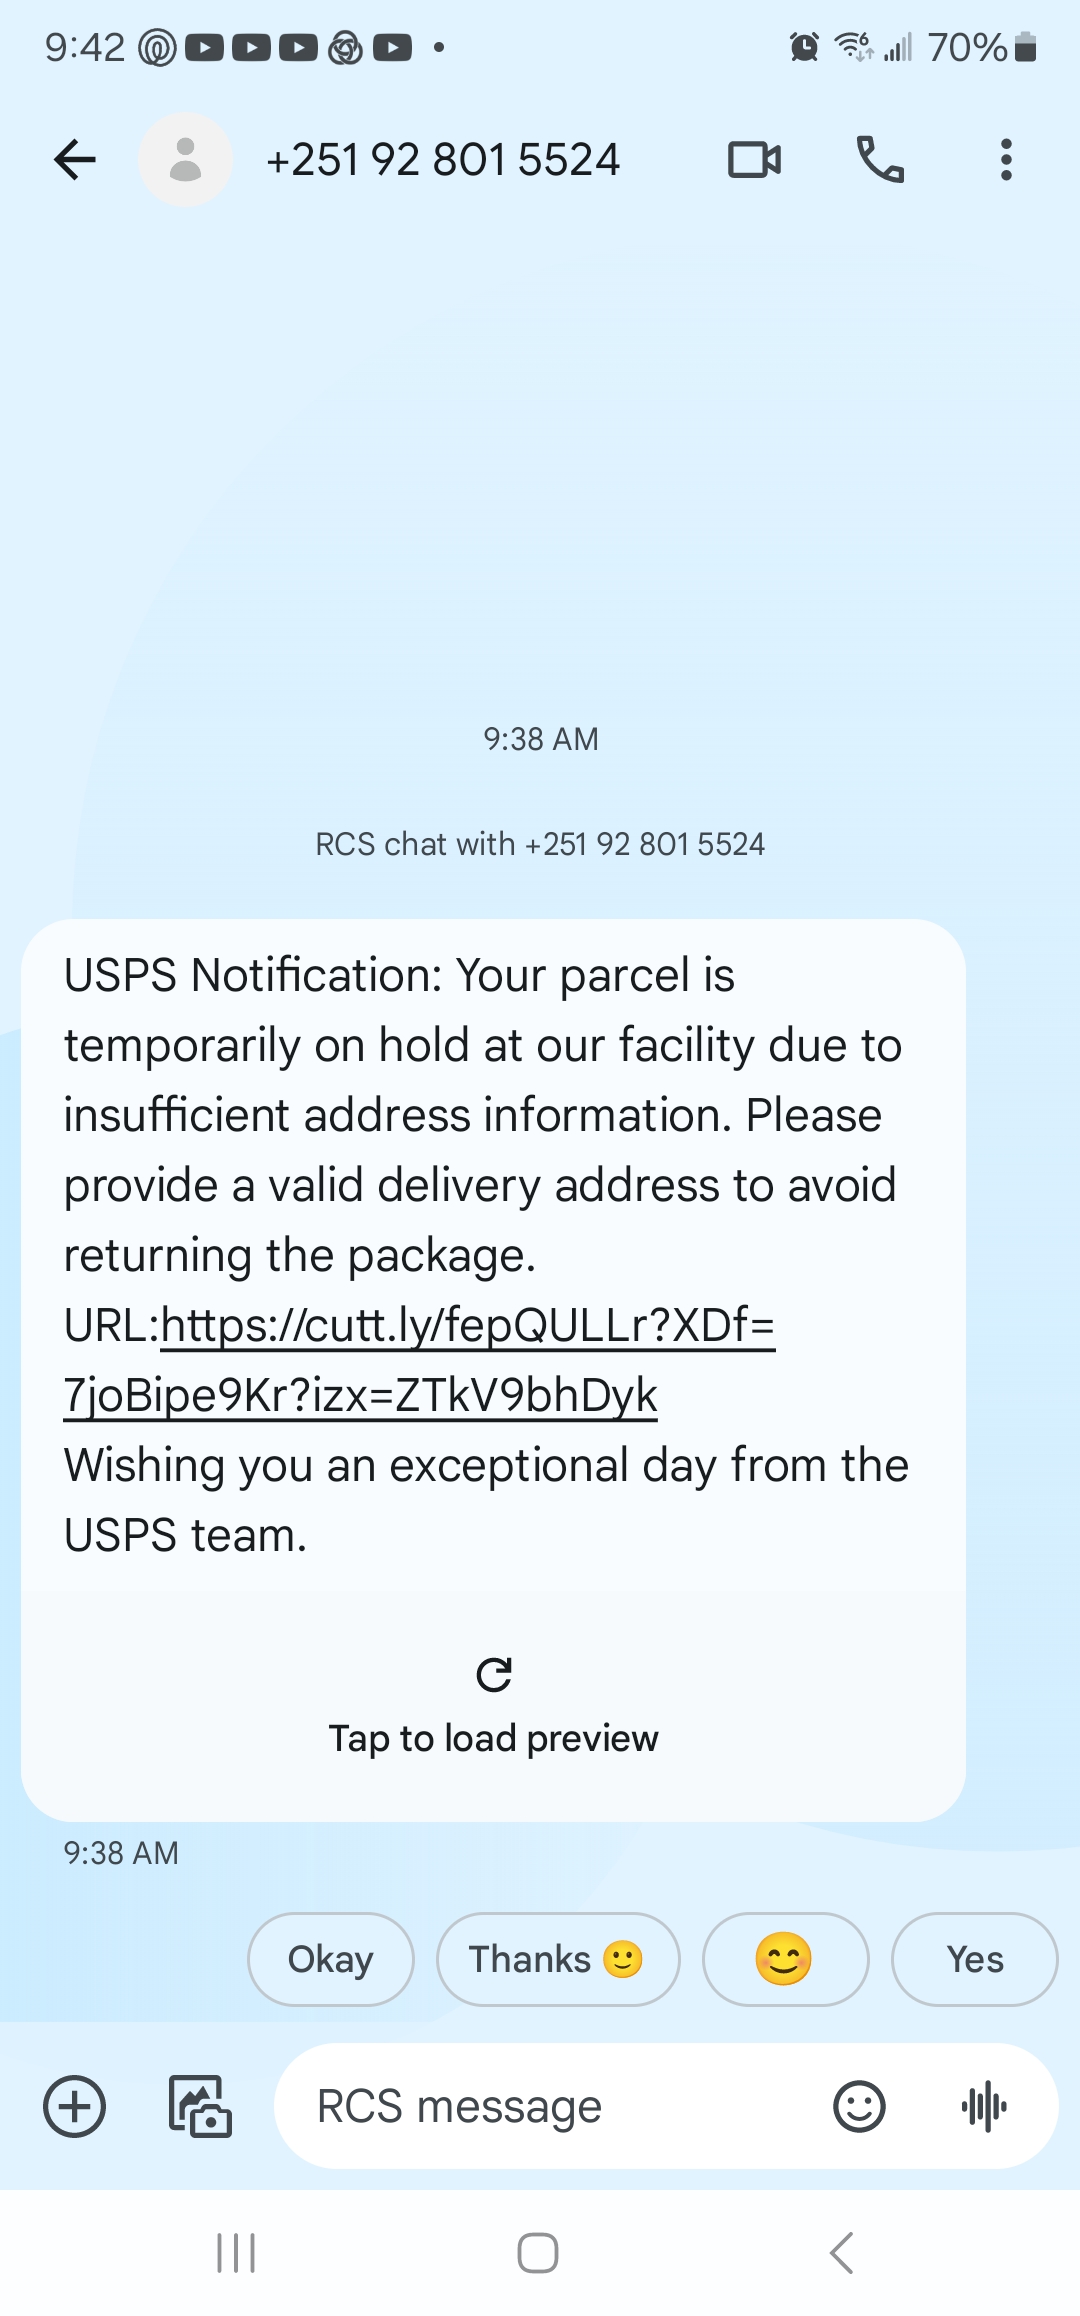 9:42
6 70%
+251 92 801 5524
9:38 AM
RCS chat with +251 92 801 5524
USPS Notification: Your parcel is
temporarily on hold at our facility due to
insufficient address information. Please
provide a valid delivery address to avoid
returning the package.
URL:https://cutt.ly/fepQULLr?XDf=
7joBipe9Kr?izx=ZTkV9bhDyk
Wishing you an exceptional day from the
USPS team.
Tap to load preview
9:38 AM
Okay
Thanks 🙂
😊
Yes
RCS message